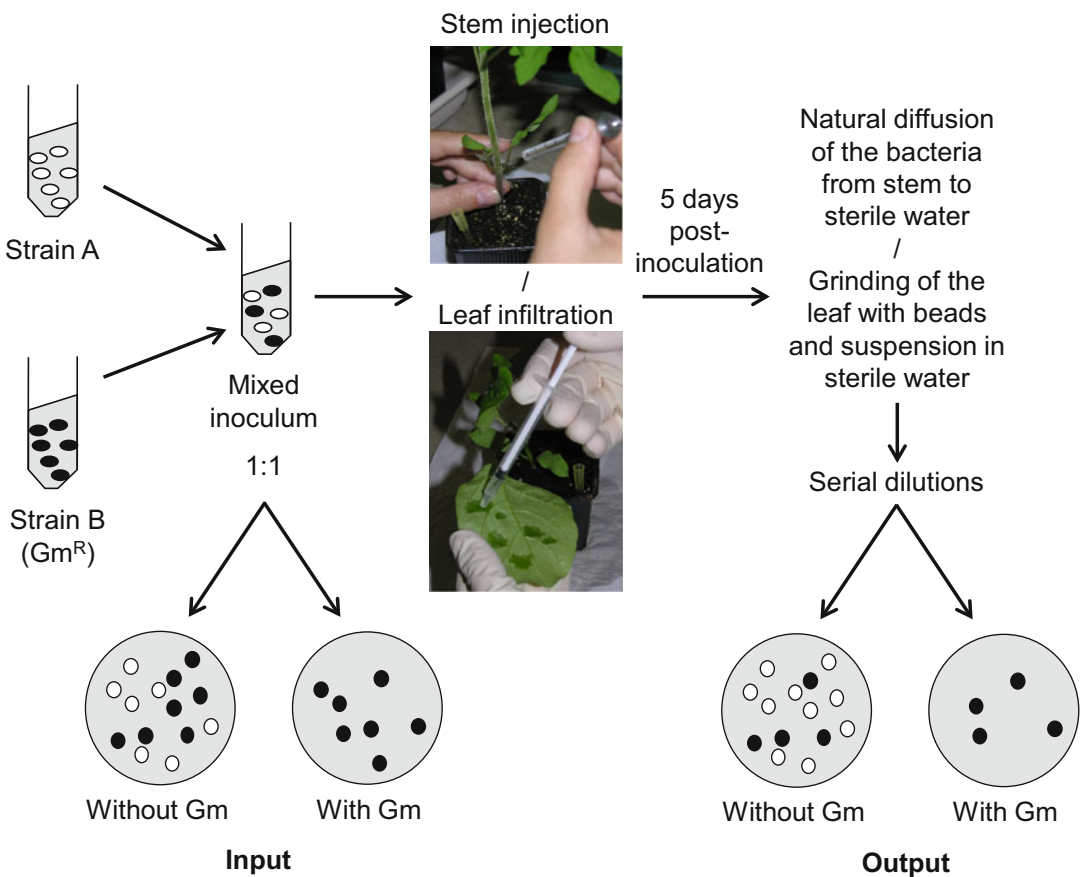 Stem injection
Strain A
Strain B
(Gmᴿ)
Mixed
inoculum
1:1
/
Leaf infiltration
5 days
post-
inoculation
Natural diffusion
of the bacteria
from stem to
sterile water
/
Grinding of the
leaf with beads
and suspension in
sterile water
Serial dilutions
Without Gm
With Gm
Input
Without Gm
With Gm
Output